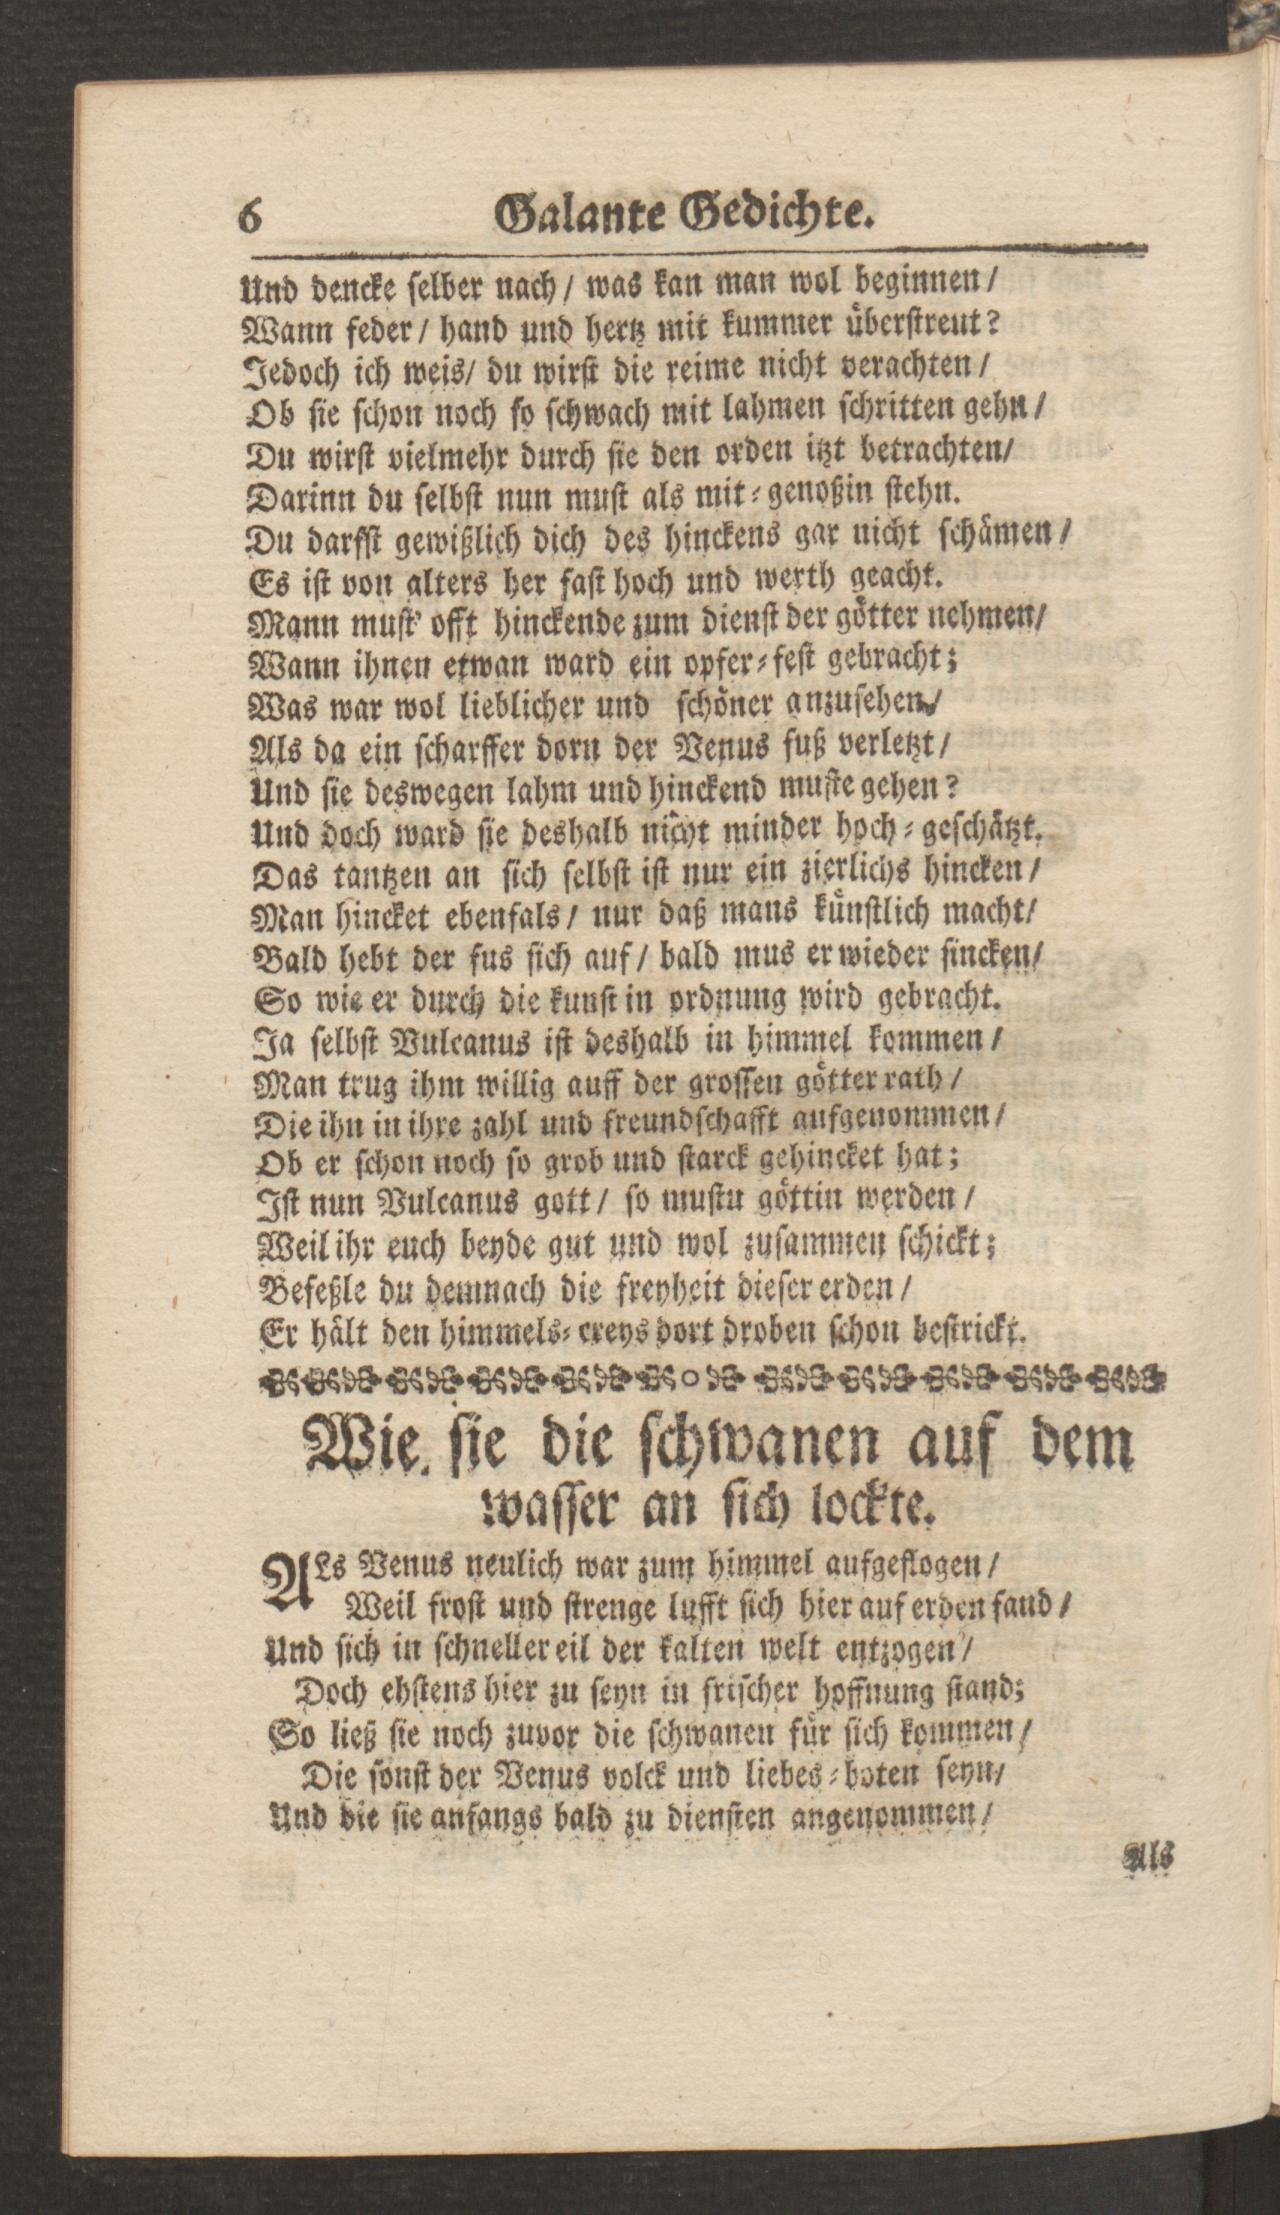 6 Galante Gedichte.
Und dencke selber nach / was kan man wol beginnen /
Wann feder / hand und hertz mit kummer überstreut?
Jedoch ich weis / du wirst die reime nicht verachten /
Ob sie schon noch so schwach mit lahmen schritten gehn /
Du wirst vielmehr durch sie den orden itzt betrachten /
Darinn du selbst nun must als mit-genoßin stehn.
Du darffst gewißlich dich des hinckens gar nicht schämen /
Es ist von alters her fast hoch und werth geacht.
Mann must' offt hinckende zum dienst der götter nehmen /
Wann ihnen etwan ward ein opfer-fest gebracht;
Was war wol lieblicher und schöner anzusehen /
Als da ein scharffer dorn der Venus fuß verletzt /
Und sie deswegen lahm und hinckend muste gehen?
Und doch ward sie deshalb nicht minder hoch-geschätzt.
Das tantzen an sich selbst ist nur ein zierlichs hincken /
Man hincket ebenfals / nur daß mans künstlich macht /
Bald hebt der fus sich auf / bald mus er wieder sincken /
So wie er durch die kunst in ordnung wird gebracht.
Ja selbst Vulcanus ist deshalb in himmel kommen /
Man trug ihm willig auff der grossen götter rath /
Die ihn in ihre zahl und freundschafft aufgenommen /
Ob er schon noch so grob und starck gehincket hat;
Ist nun Vulcanus gott / so mustu göttin werden /
Weil ihr euch beyde gut und wol zusammen schickt;
Befeßle du demnach die freyheit dieser erden /
Er hält den himmels-creys dort droben schon bestrickt.
Wie sie die schwanen auf dem
wasser an sich lockte.
ALs Venus neulich war zum himmel aufgeflogen /
Weil frost und strenge lufft sich hier auf erden fand /
Und sich in schneller eil der kalten welt entzogen /
Doch ehstens hier zu seyn in frischer hoffnung stand;
So ließ sie noch zuvor die schwanen für sich kommen /
Die sonst der Venus volck und liebes-boten seyn /
Und die sie anfangs bald zu diensten angenommen /
Als